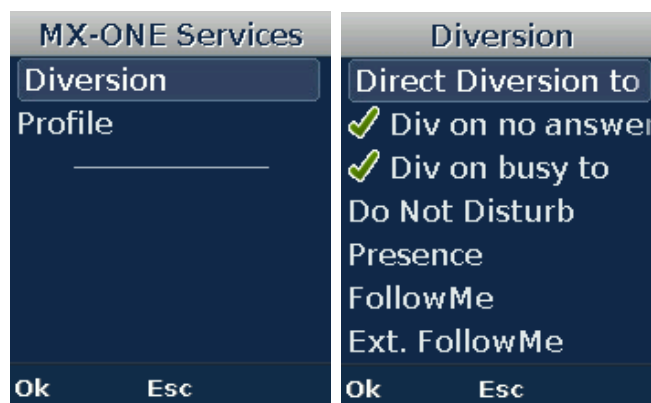 MX-ONE Services
Diversion
Profile
Ok Esc
Diversion
Direct Diversion to
Div on no answer
Div on busy to
Do Not Disturb
Presence
FollowMe
Ext. FollowMe
Ok Esc